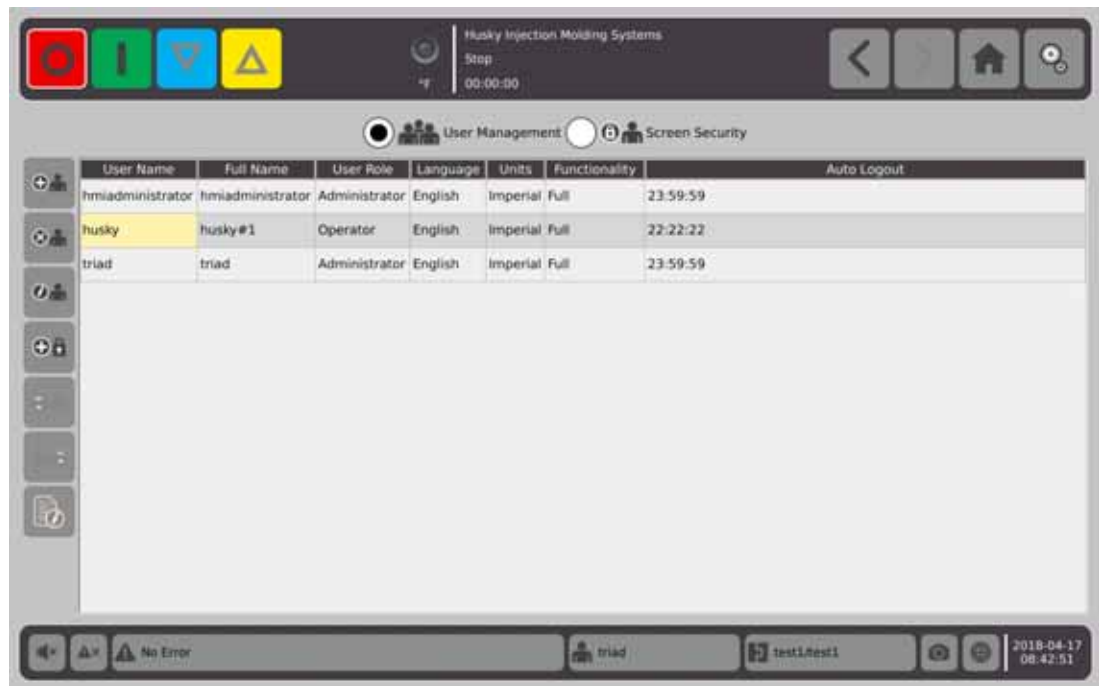 Husky Injection Molding Systems
Stop
°F 00:00:00
User Management Screen Security
User Name Full Name User Role Language Units Functionality Auto Logout
hmiadministrator hmiadministrator Administrator English Imperial Full 23:59:59
husky husky#1 Operator English Imperial Full 22:22:22
triad triad Administrator English Imperial Full 23:59:59
No Error triad test1/test1 2018-04-17
08:42:51